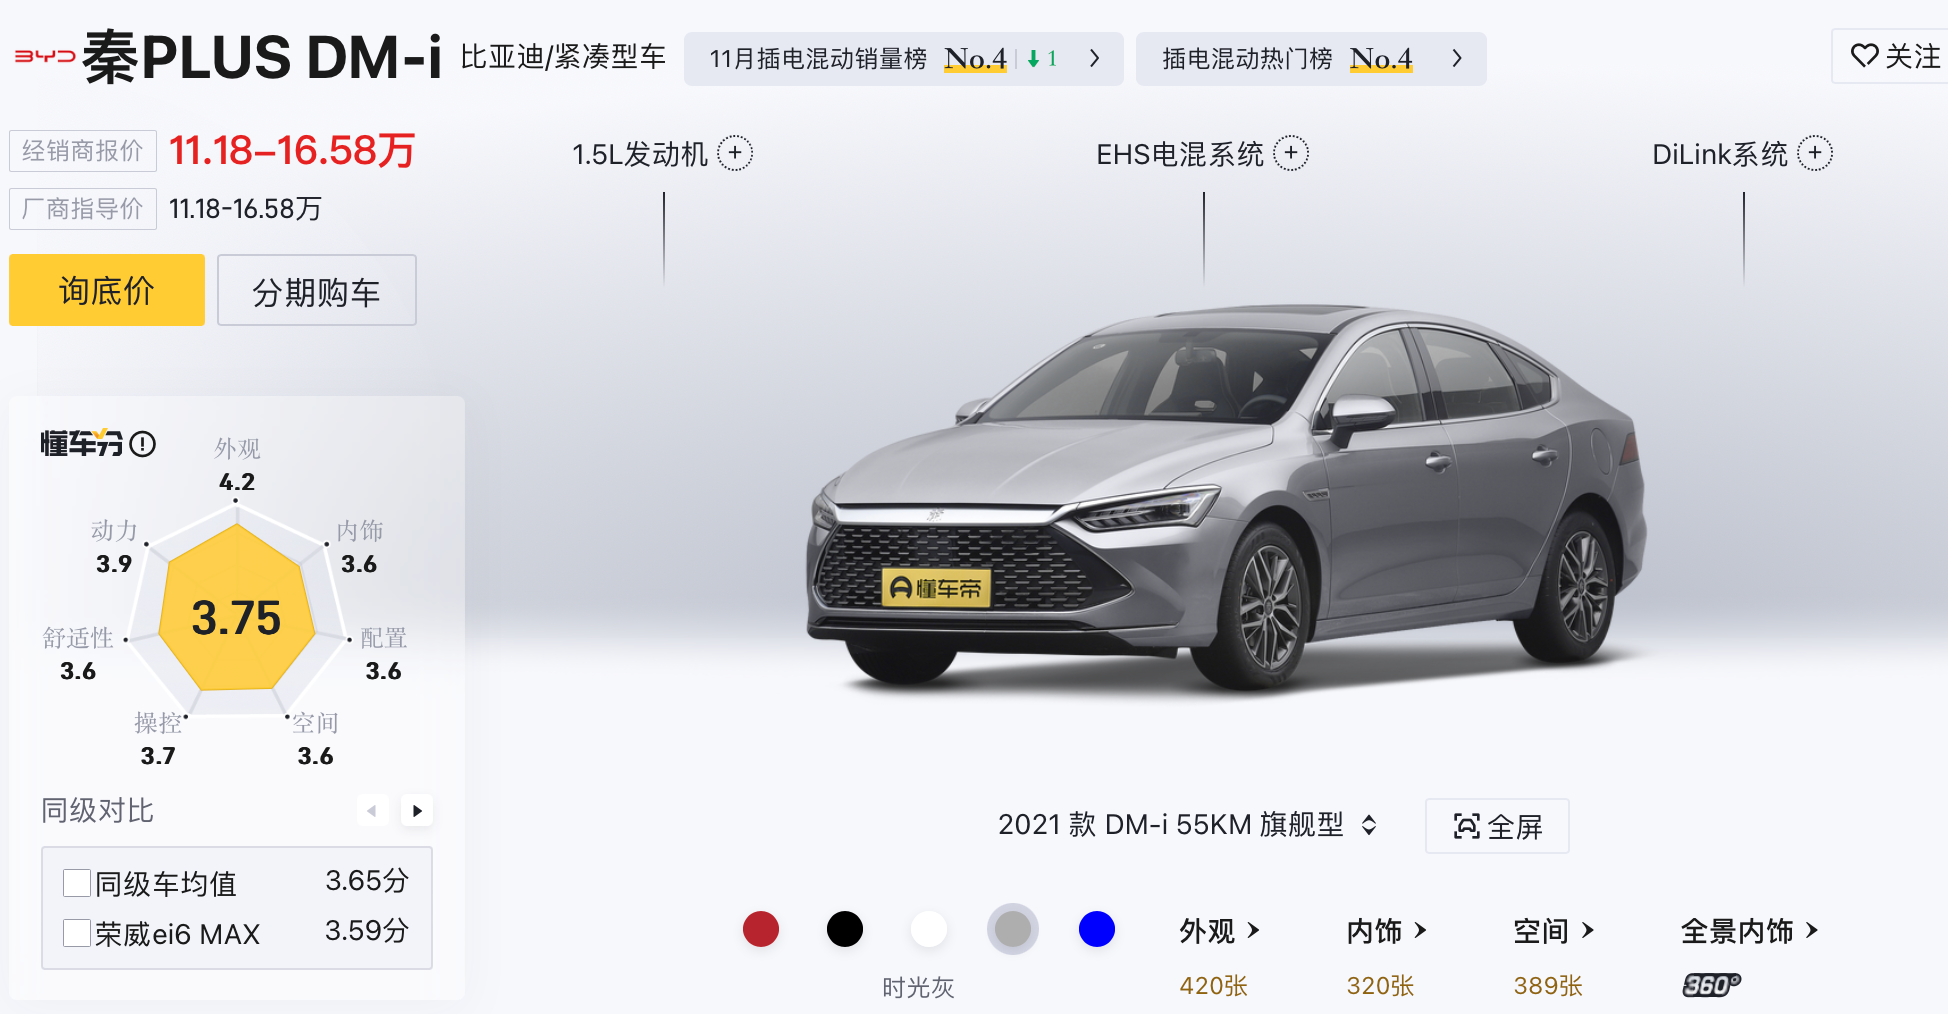 BYD 秦PLUS DM-i 比亚迪/紧凑型车 11月插电混动销量榜 No.4 1 插电混动热门榜 No.4 关注
经销商报价 11.18-16.58万
厂商指导价 11.18-16.58万
询底价 分期购车
1.5L发动机 EHS电混系统 DiLink系统
懂车分
外观
4.2
动力
3.9
内饰
3.6
3.75
舒适性
3.6
配置
3.6
操控
3.7
空间
3.6
同级对比
同级车均值 3.65分
荣威ei6 MAX 3.59分
懂车帝
2021 款 DM-i 55KM 旗舰型 全屏
时光灰
外观 内饰 空间 全景内饰
420张 320张 389张 360°